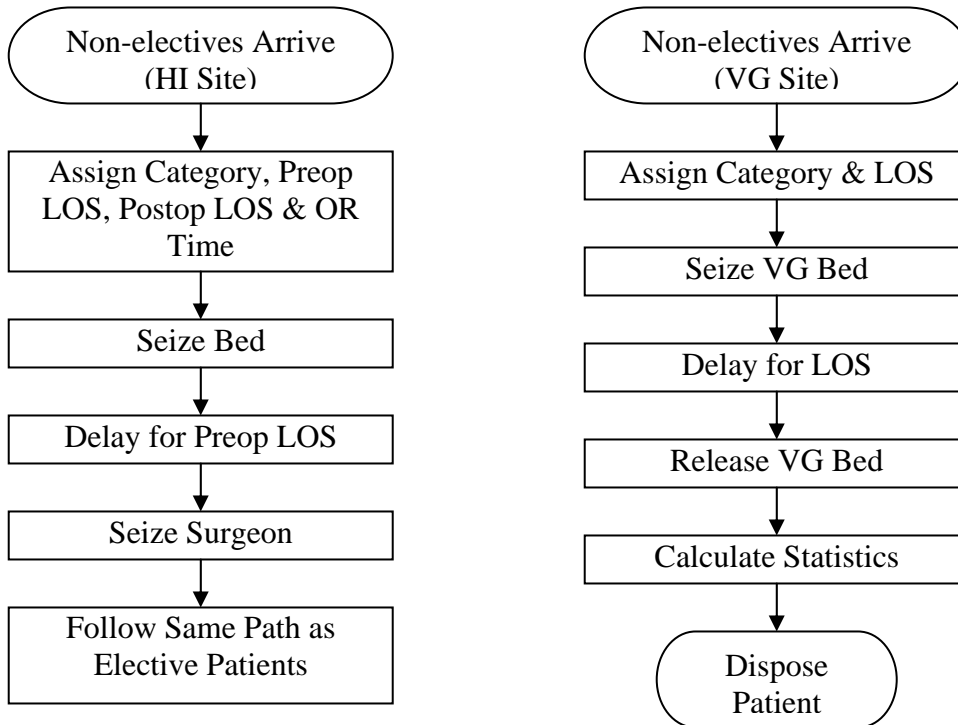 Non-electives Arrive
(HI Site)
Assign Category, Preop
LOS, Postop LOS & OR
Time
Seize Bed
Delay for Preop LOS
Seize Surgeon
Follow Same Path as
Elective Patients
Non-electives Arrive
(VG Site)
Assign Category & LOS
Seize VG Bed
Delay for LOS
Release VG Bed
Calculate Statistics
Dispose
Patient